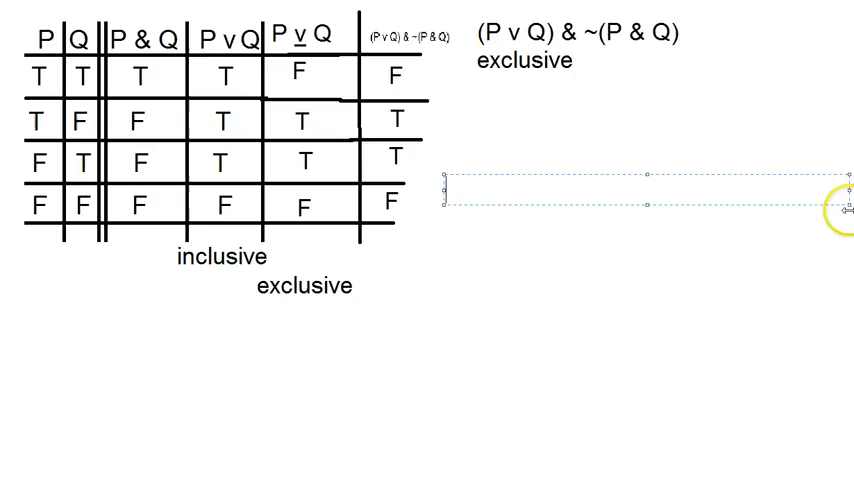 P Q P & Q P v Q P v Q (P v Q) & ~(P & Q)
T T T T F F
T F F T T T
F T F T T T
F F F F F F
inclusive
exclusive
(P v Q) & ~(P & Q)
exclusive